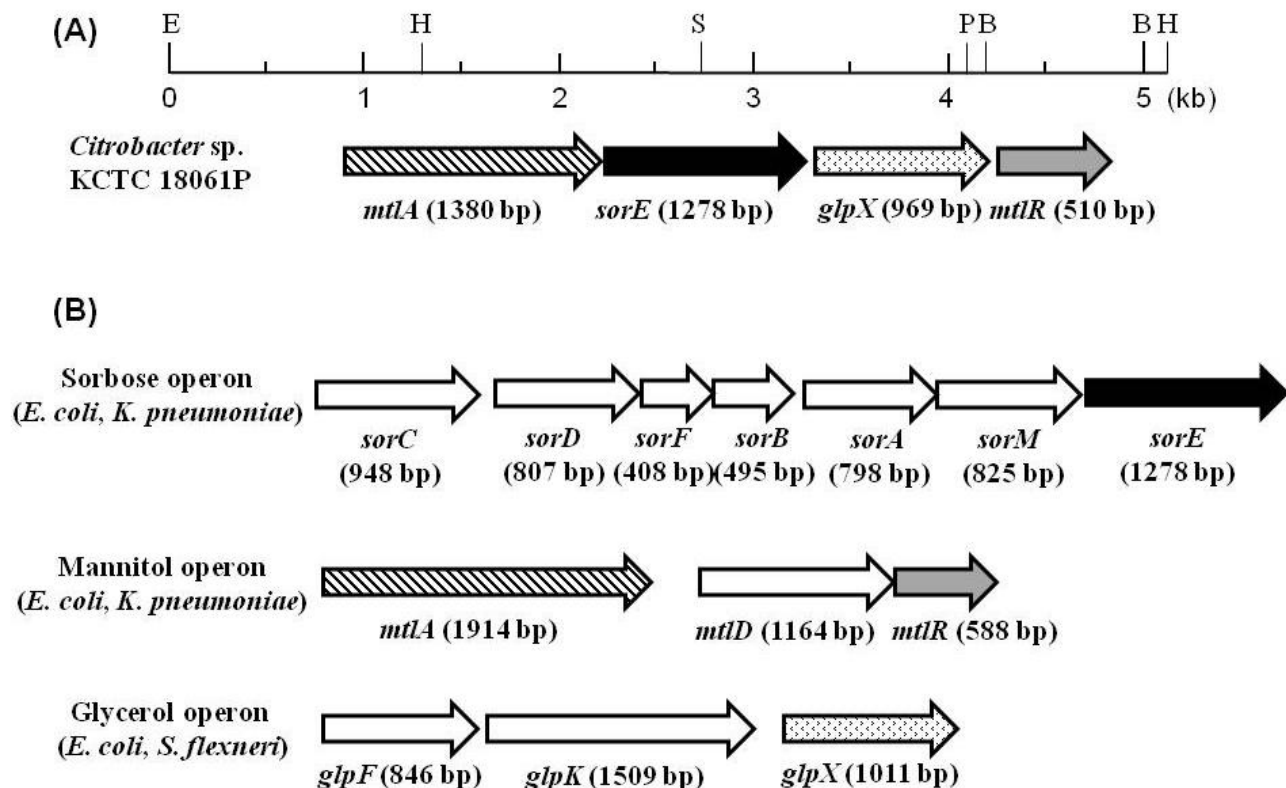 (A)
E H S P B B H
0 1 2 3 4 5 (kb)
Citrobacter sp.
KCTC 18061P
mtlA (1380 bp) sorE (1278 bp) glpX (969 bp) mtlR (510 bp)
(B)
Sorbose operon
(E. coli, K. pneumoniae)
sorC sorD sorF sorB sorA sorM sorE
(948 bp) (807 bp) (408 bp) (495 bp) (798 bp) (825 bp) (1278 bp)
Mannitol operon
(E. coli, K. pneumoniae)
mtlA (1914 bp) mtlD (1164 bp) mtlR (588 bp)
Glycerol operon
(E. coli, S. flexneri)
glpF (846 bp) glpK (1509 bp) glpX (1011 bp)